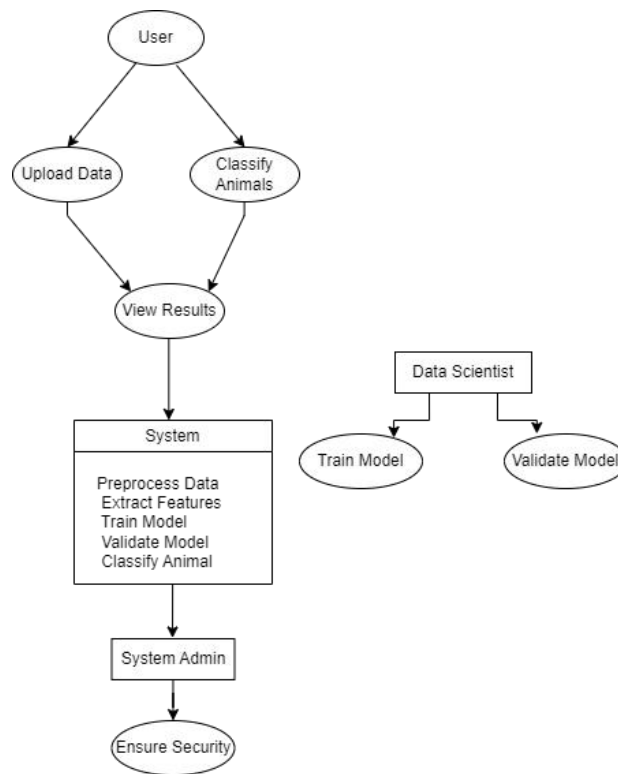 User
Upload Data
Classify
Animals
View Results
Data Scientist
Train Model
Validate Model
System
Preprocess Data
Extract Features
Train Model
Validate Model
Classify Animal
System Admin
Ensure Security